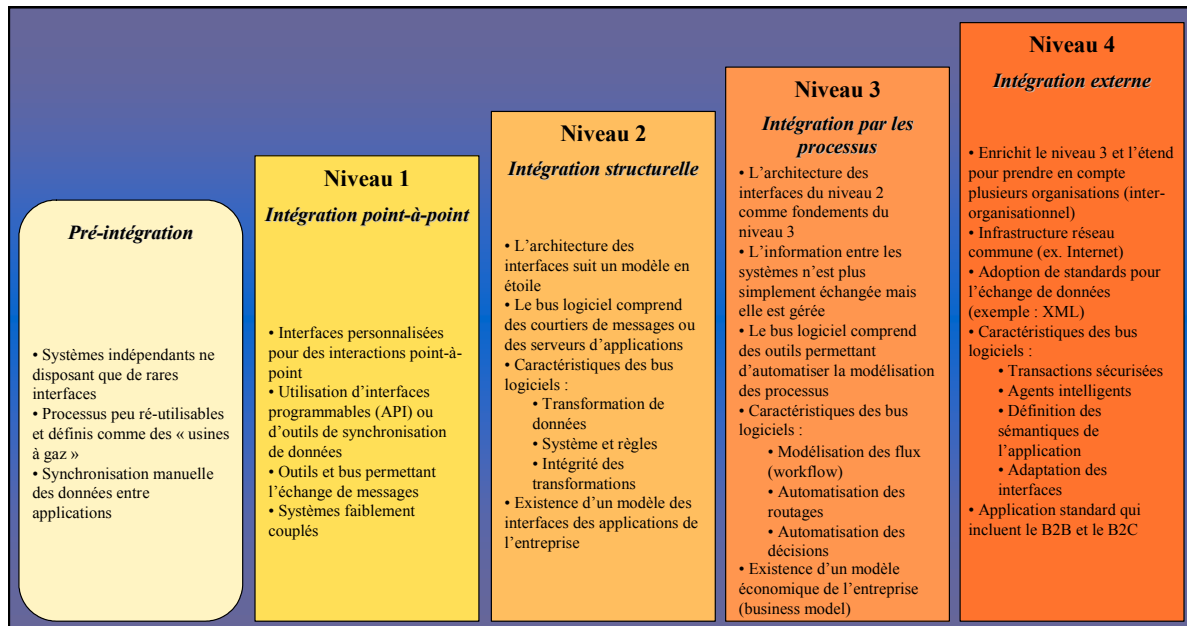 Pré-intégration
• Systèmes indépendants ne
disposant que de rares
interfaces
• Processus peu ré-utilisables
et définis comme des « usines
à gaz »
• Synchronisation manuelle
des données entre
applications
Niveau 1
Intégration point-à-point
• Interfaces personnalisées
pour des interactions point-à-
point
• Utilisation d’interfaces
programmables (API) ou
d’outils de synchronisation
de données
• Outils et bus permettant
l’échange de messages
• Systèmes faiblement
couplés
Niveau 2
Intégration structurelle
• L’architecture des
interfaces suit un modèle en
étoile
• Le bus logiciel comprend
des courtiers de messages ou
des serveurs d’applications
• Caractéristiques des bus
logiciels :
• Transformation de
données
• Système et règles
• Intégrité des
transformations
• Existence d’un modèle des
interfaces des applications de
l’entreprise
Niveau 3
Intégration par les
processus
• L’architecture des
interfaces du niveau 2
comme fondements du
niveau 3
• L’information entre les
systèmes n’est plus
simplement échangée mais
elle est gérée
• Le bus logiciel comprend
des outils permettant
d’automatiser la modélisation
des processus
• Caractéristiques des bus
logiciels :
• Modélisation des flux
(workflow)
• Automatisation des
routages
• Automatisation des
décisions
• Existence d’un modèle
économique de l’entreprise
(business model)
Niveau 4
Intégration externe
• Enrichit le niveau 3 et l’étend
pour prendre en compte
plusieurs organisations (inter-
organisationnel)
• Infrastructure réseau
commune (ex. Internet)
• Adoption de standards pour
l’échange de données
(exemple : XML)
• Caractéristiques des bus
logiciels :
• Transactions sécurisées
• Agents intelligents
• Définition des
sémantiques de
l’application
• Adaptation des
interfaces
• Application standard qui
incluent le B2B et le B2C